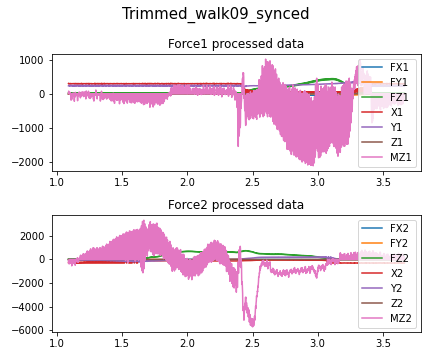 Trimmed_walk09_synced
Force1 processed data
1000
0
−1000
−2000
FX1
FY1
FZ1
X1
Y1
Z1
MZ1
1.0 1.5 2.0 2.5 3.0 3.5
Force2 processed data
2000
0
−2000
−4000
−6000
FX2
FY2
FZ2
X2
Y2
Z2
MZ2
1.0 1.5 2.0 2.5 3.0 3.5